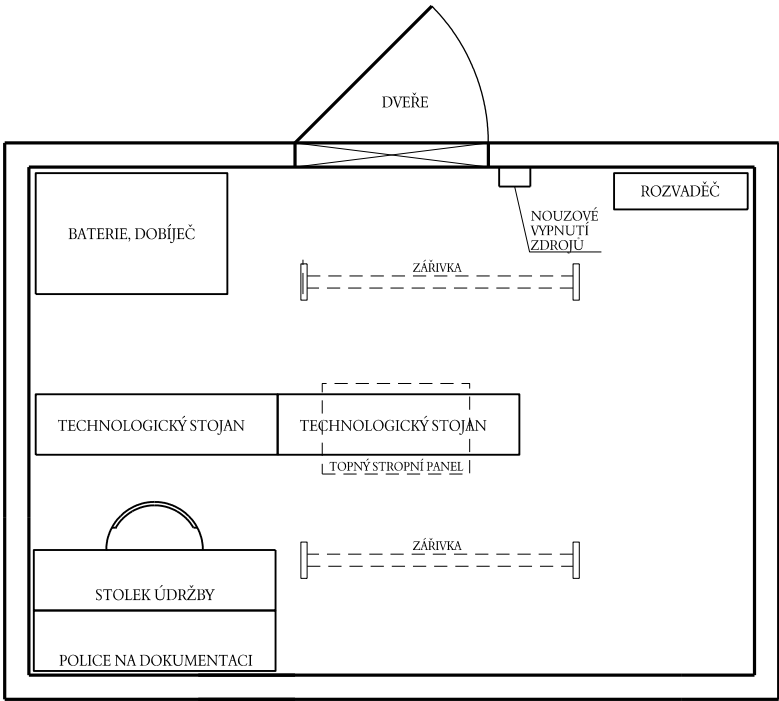 DVEŘE
BATERIE, DOBÍJEČ
ROZVADĚČ
NOUZOVÉ
VYPNUTÍ
ZDROJŮ
ZÁŘIVKA
TECHNOLOGICKÝ STOJAN
TECHNOLOGICKÝ STOJAN
TOPNÝ STROPNÍ PANEL
ZÁŘIVKA
STOLEK ÚDRŽBY
POLICE NA DOKUMENTACI